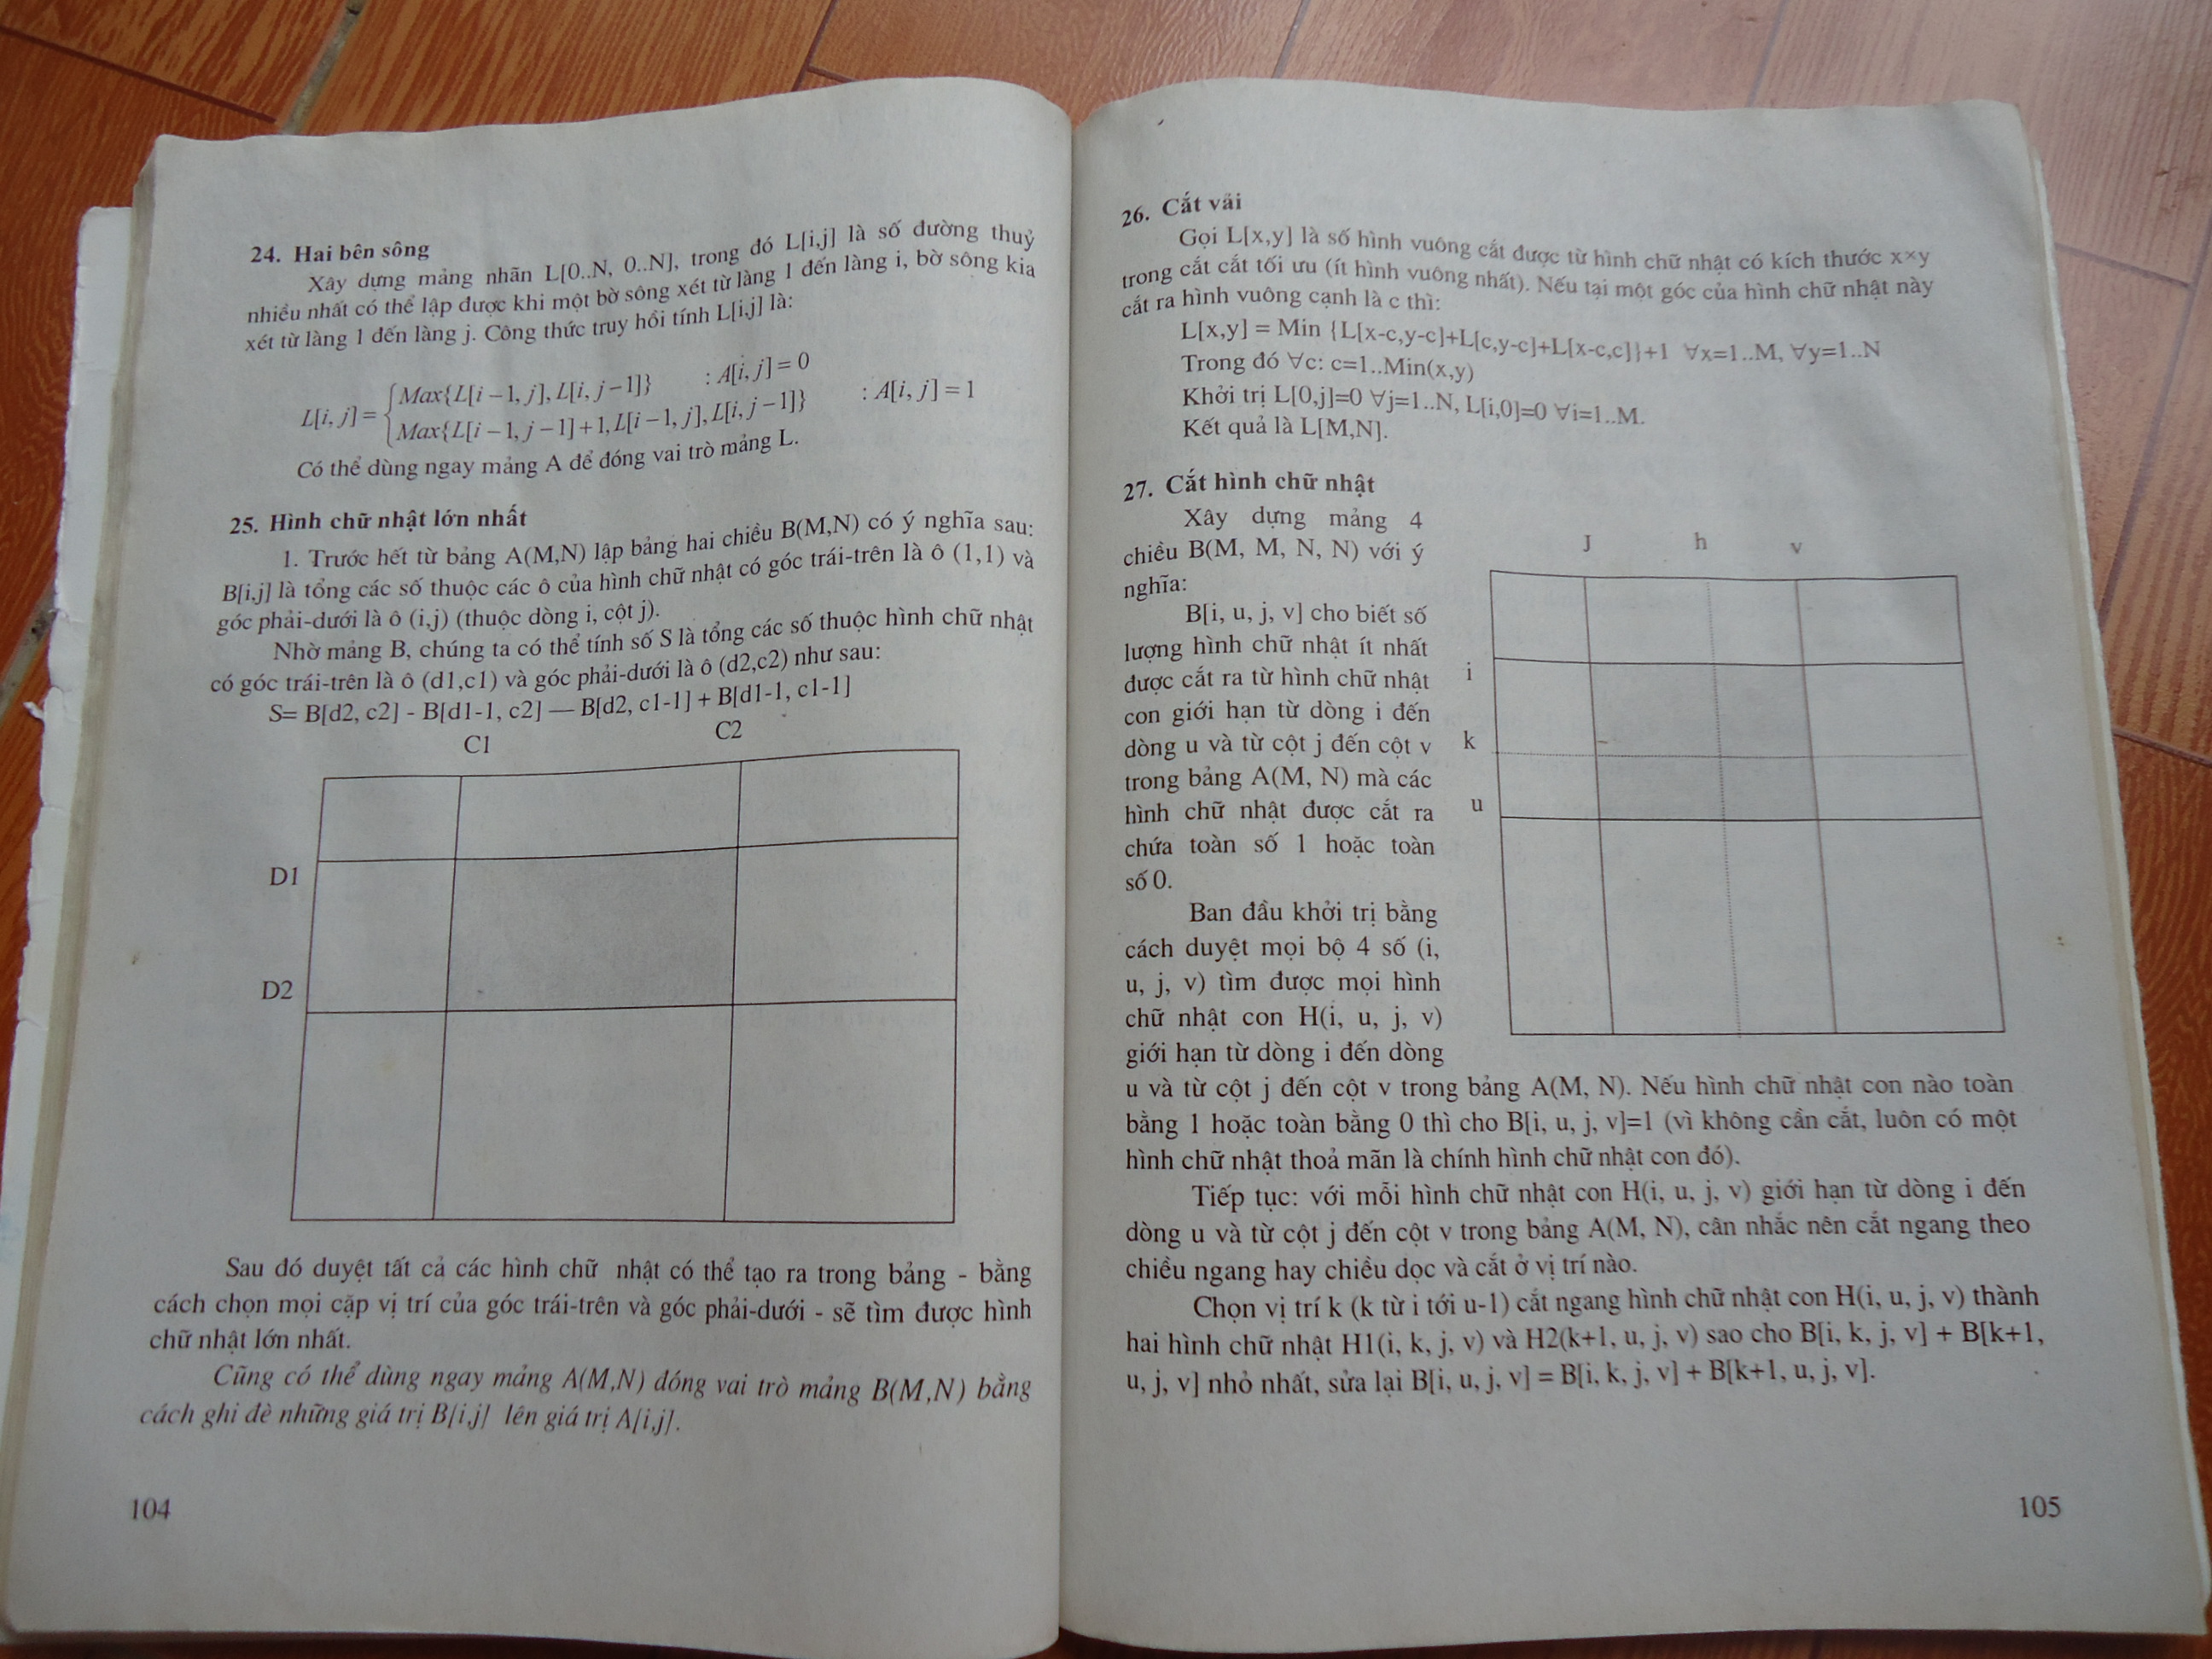 24. Hai bên sông
Xây dựng mảng nhãn L[0..N, 0..N], trong đó L[i,j] là số đường thuỷ
nhiều nhất có thể lập được khi một bờ sông xét từ làng 1 đến làng i, bờ sông kia
xét từ làng 1 đến làng j. Công thức truy hồi tính L[i,j] là:
Max{L[i – 1, j], L[i, j – 1]} : A[i, j] = 0
L[i, j] = {
Max{L[i – 1, j – 1] + 1, L[i – 1, j], L[i, j – 1]} : A[i, j] = 1
Có thể dùng ngay mảng A để đóng vai trò mảng L.
25. Hình chữ nhật lớn nhất
1. Trước hết từ bảng A(M,N) lập bảng hai chiều B(M,N) có ý nghĩa sau:
B[i,j] là tổng các số thuộc các ô của hình chữ nhật có góc trái-trên là ô (1,1) và
góc phải-dưới là ô (i,j) (thuộc dòng i, cột j).
Nhờ mảng B, chúng ta có thể tính số S là tổng các số thuộc hình chữ nhật
có góc trái-trên là ô (d1,c1) và góc phải-dưới là ô (d2,c2) như sau:
S= B[d2, c2] - B[d1-1, c2] — B[d2, c1-1] + B[d1-1, c1-1]
C1 C2
D1
D2
Sau đó duyệt tất cả các hình chữ nhật có thể tạo ra trong bảng - bằng
cách chọn mọi cặp vị trí của góc trái-trên và góc phải-dưới - sẽ tìm được hình
chữ nhật lớn nhất.
Cũng có thể dùng ngay mảng A(M,N) đóng vai trò mảng B(M,N) bằng
cách ghi đè những giá trị B[i,j] lên giá trị A[i,j].
104
26. Cắt vải
Gọi L[x,y] là số hình vuông cắt được từ hình chữ nhật có kích thước x×y
trong cắt cắt tối ưu (ít hình vuông nhất). Nếu tại một góc của hình chữ nhật này
cắt ra hình vuông cạnh là c thì:
L[x,y] = Min {L[x-c,y-c]+L[c,y-c]+L[x-c,c]}+1 ∀x=1..M, ∀y=1..N
Trong đó ∀c: c=1..Min(x,y)
Khởi trị L[0,j]=0 ∀j=1..N, L[i,0]=0 ∀i=1..M.
Kết quả là L[M,N].
27. Cắt hình chữ nhật
Xây dựng mảng 4
chiều B(M, M, N, N) với ý
nghĩa:
B[i, u, j, v] cho biết số
lượng hình chữ nhật ít nhất
được cắt ra từ hình chữ nhật
con giới hạn từ dòng i đến
dòng u và từ cột j đến cột v
trong bảng A(M, N) mà các
hình chữ nhật được cắt ra
chứa toàn số 1 hoặc toàn
số 0.
Ban đầu khởi trị bằng
cách duyệt mọi bộ 4 số (i,
u, j, v) tìm được mọi hình
chữ nhật con H(i, u, j, v)
giới hạn từ dòng i đến dòng
J h v
i
k
u
u và từ cột j đến cột v trong bảng A(M, N). Nếu hình chữ nhật con nào toàn
bằng 1 hoặc toàn bằng 0 thì cho B[i, u, j, v]=1 (vì không cần cắt, luôn có một
hình chữ nhật thoả mãn là chính hình chữ nhật con đó).
Tiếp tục: với mỗi hình chữ nhật con H(i, u, j, v) giới hạn từ dòng i đến
dòng u và từ cột j đến cột v trong bảng A(M, N), cân nhắc nên cắt ngang theo
chiều ngang hay chiều dọc và cắt ở vị trí nào.
Chọn vị trí k (k từ i tới u-1) cắt ngang hình chữ nhật con H(i, u, j, v) thành
hai hình chữ nhật H1(i, k, j, v) và H2(k+1, u, j, v) sao cho B[i, k, j, v] + B[k+1,
u, j, v] nhỏ nhất, sửa lại B[i, u, j, v] = B[i, k, j, v] + B[k+1, u, j, v].
105